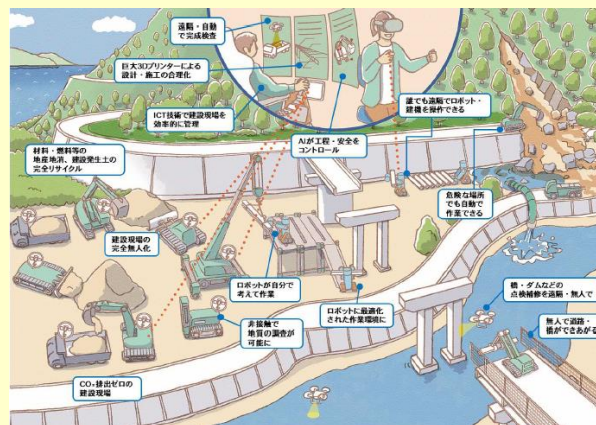 遠隔・自動
で完成検査
巨大3Dプリンターによる
設計・施工の合理化
ICT技術で建設現場を
効率的に管理
AIが工程・安全を
コントロール
誰でも遠隔でロボット・
建機を操作できる
材料・燃料等の
地産地消、建設発生土の
完全リサイクル
危険な場所
でも自動で
作業できる
建設現場の
完全無人化
ロボットが自分で
考えて作業
ロボットに最適化
された作業環境に
橋・ダムなどの
点検補修を遠隔・無人で
非接触で
地質の調査が
可能に
無人で道路・
橋ができあがる
CO₂排出ゼロの
建設現場